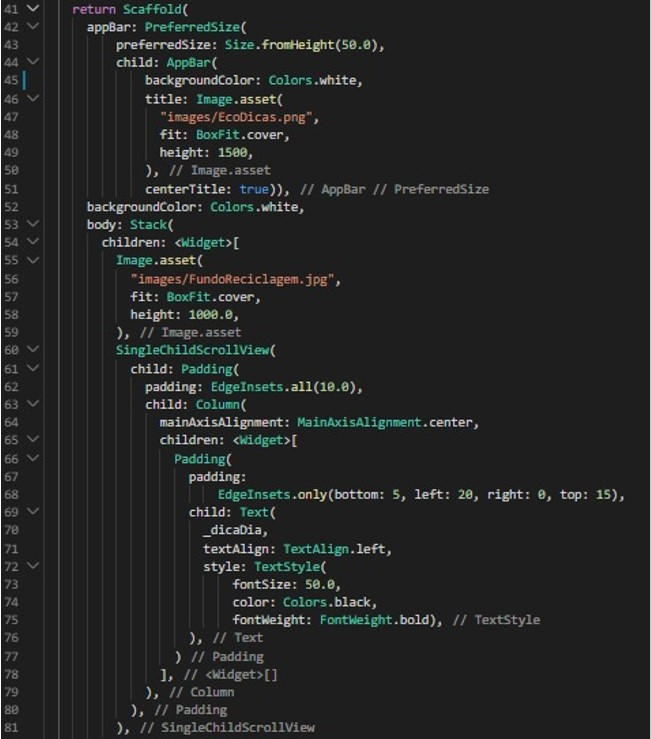 41 return Scaffold(
42 appBar: PreferredSize(
43 preferredSize: Size.fromHeight(50.0),
44 child: AppBar(
45 backgroundColor: Colors.white,
46 title: Image.asset(
47 "images/EcoDicas.png",
48 fit: BoxFit.cover,
49 height: 1500,
50 ), // Image.asset
51 centerTitle: true)), // AppBar // PreferredSize
52 backgroundColor: Colors.white,
53 body: Stack(
54 children: <Widget>[
55 Image.asset(
56 "images/FundoReciclagem.jpg",
57 fit: BoxFit.cover,
58 height: 1000.0,
59 ), // Image.asset
60 SingleChildScrollView(
61 child: Padding(
62 padding: EdgeInsets.all(10.0),
63 child: Column(
64 mainAxisAlignment: MainAxisAlignment.center,
65 children: <Widget>[
66 Padding(
67 padding:
68 EdgeInsets.only(bottom: 5, left: 20, right: 0, top: 15),
69 child: Text(
70 _dicaDia,
71 textAlign: TextAlign.left,
72 style: TextStyle(
73 fontSize: 50.0,
74 color: Colors.black,
75 fontWeight: FontWeight.bold), // TextStyle
76 ), // Text
77 ) // Padding
78 ], // <Widget>[]
79 ), // Column
80 ), // Padding
81 ), // SingleChildScrollView